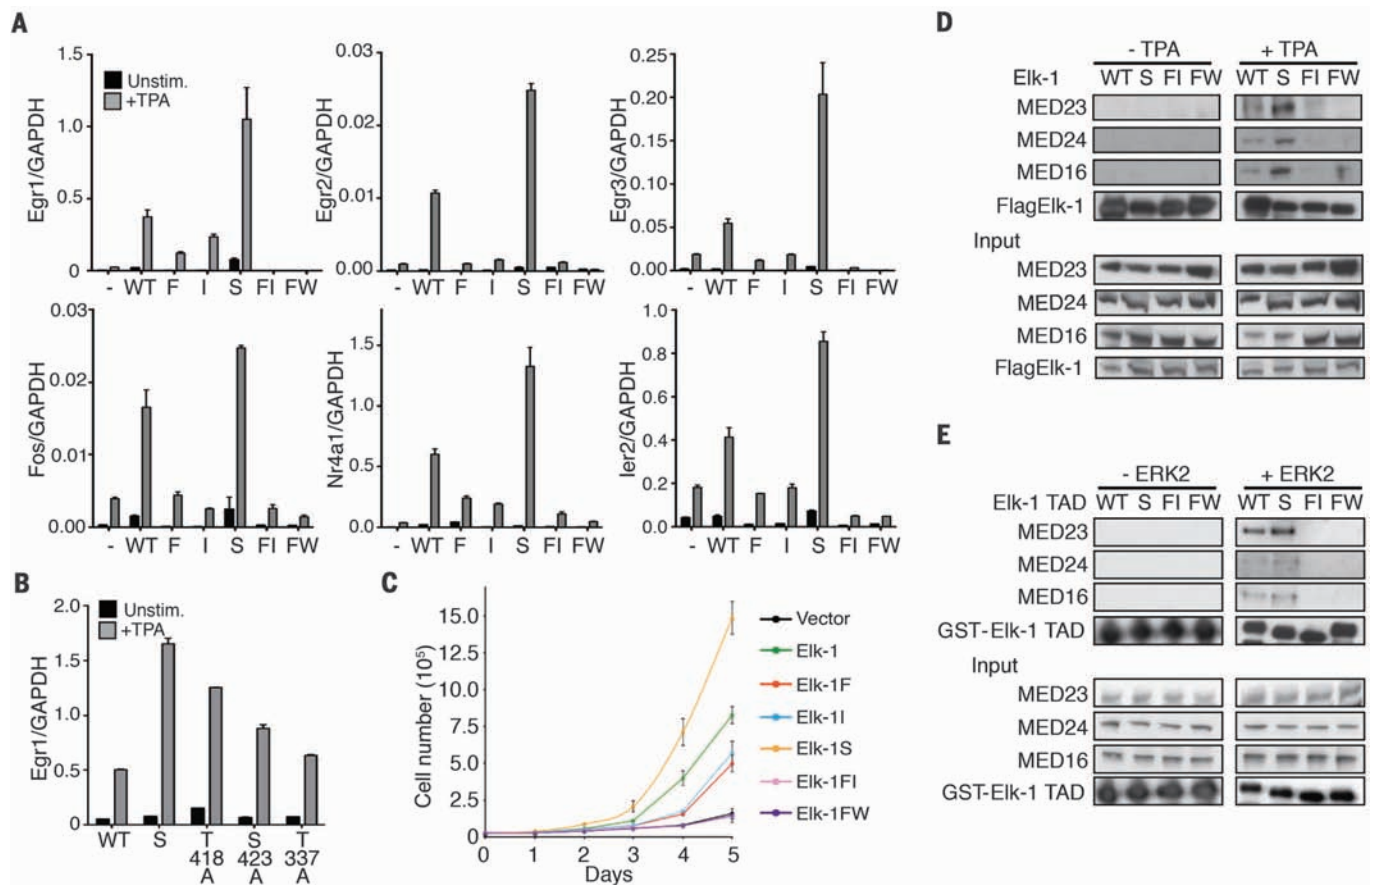 A
Unstim.
+TPA
Egr1/GAPDH
1.5
1.0
0.5
0
- WT F I S FI FW
Egr2/GAPDH
0.03
0.02
0.01
0.00
- WT F I S FI FW
Egr3/GAPDH
0.25
0.20
0.15
0.10
0.05
0.00
- WT F I S FI FW
Fos/GAPDH
0.03
0.02
0.01
0.00
- WT F I S FI FW
Nr4a1/GAPDH
1.5
1.0
0.5
0.0
- WT F I S FI FW
Ier2/GAPDH
1.0
0.8
0.6
0.4
0.2
0.0
- WT F I S FI FW
B
Unstim.
+TPA
Egr1/GAPDH
2.0
1.5
1.0
0.5
0
WT S T S T
418 423 337
A A A
C
Cell number (10⁵)
15.0
12.5
10.0
7.5
5.0
2.5
0
0 1 2 3 4 5
Days
Vector
Elk-1
Elk-1F
Elk-1I
Elk-1S
Elk-1FI
Elk-1FW
D
- TPA + TPA
Elk-1 WT S FI FW WT S FI FW
MED23
MED24
MED16
FlagElk-1
Input
MED23
MED24
MED16
FlagElk-1
E
- ERK2 + ERK2
Elk-1 TAD WT S FI FW WT S FI FW
MED23
MED24
MED16
GST-Elk-1 TAD
Input
MED23
MED24
MED16
GST-Elk-1 TAD